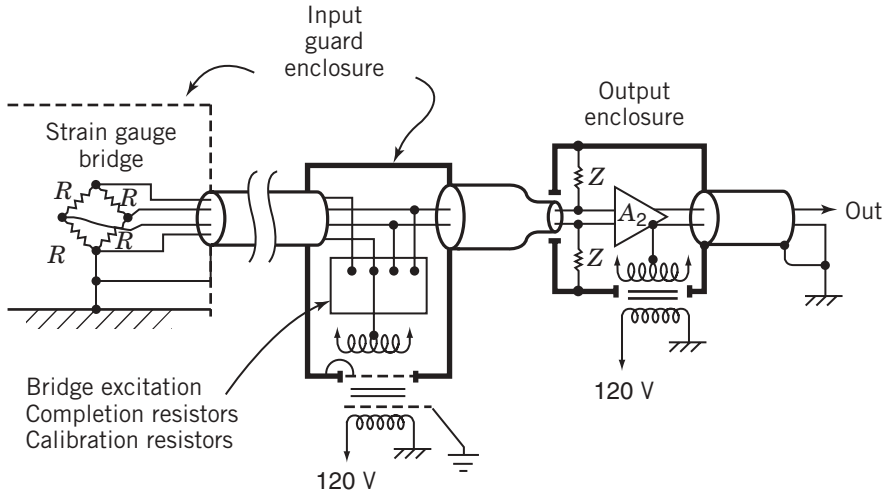 Input
guard
enclosure
Output
enclosure
Strain gauge
bridge
R
R
R
R
Z
A2
Z
Out
Bridge excitation
Completion resistors
Calibration resistors
120 V
120 V